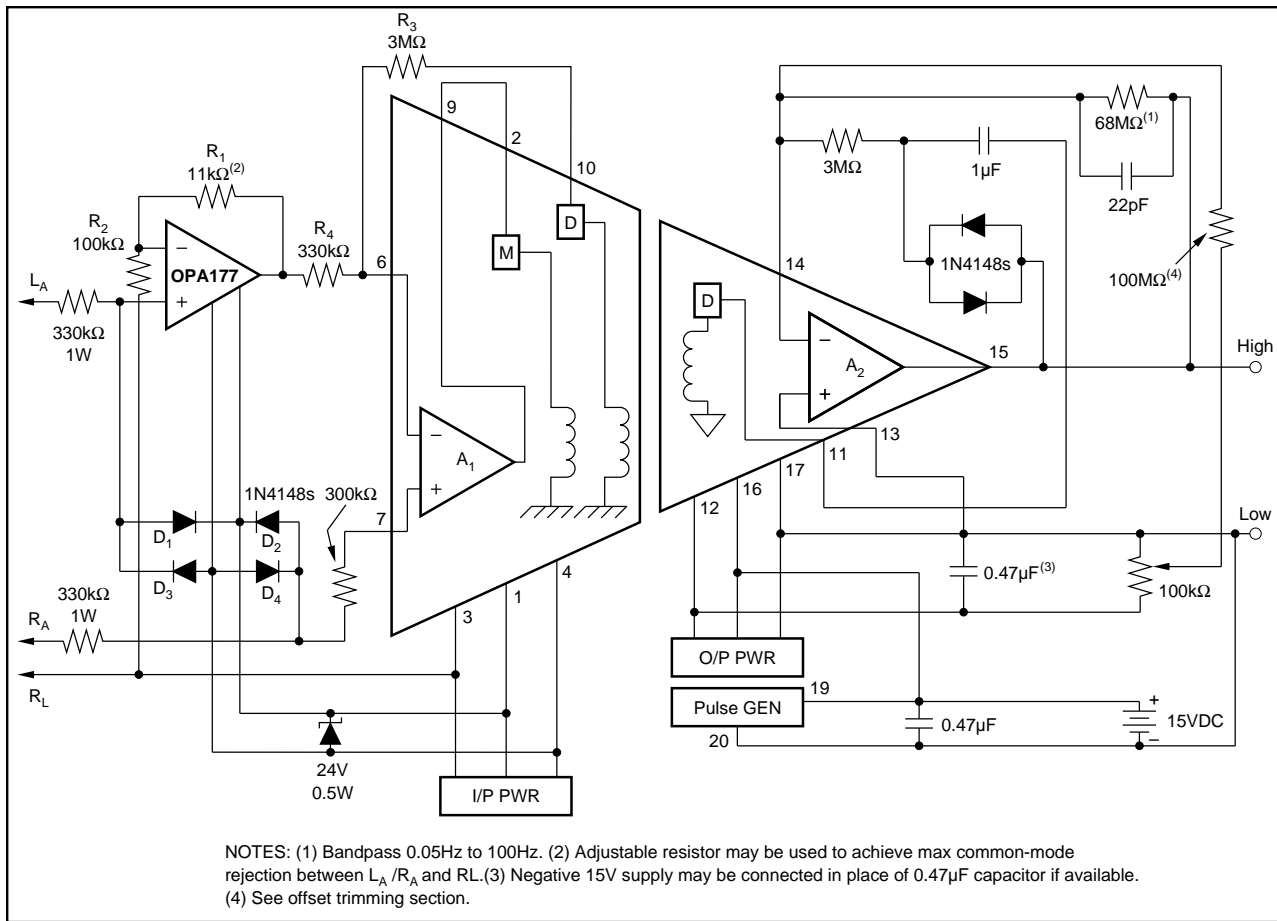 R3
3MΩ
9
2
10
R1
11kΩ(2)
R2
100kΩ
R4
330kΩ
6
OPA177
−
+
LA
330kΩ
1W
D
M
A1
−
+
1N4148s
300kΩ
7
D1
D2
D3
D4
330kΩ
1W
RA
RL
3
1
4
24V
0.5W
I/P PWR
68MΩ(1)
22pF
3MΩ
1µF
1N4148s
100MΩ(4)
14
D
−
A2
+
15
High
13
11
17
16
12
Low
0.47µF(3)
100kΩ
O/P PWR
Pulse GEN
19
20
0.47µF
+
15VDC
−
NOTES: (1) Bandpass 0.05Hz to 100Hz. (2) Adjustable resistor may be used to achieve max common-mode
rejection between LA /RA and RL.(3) Negative 15V supply may be connected in place of 0.47µF capacitor if available.
(4) See offset trimming section.